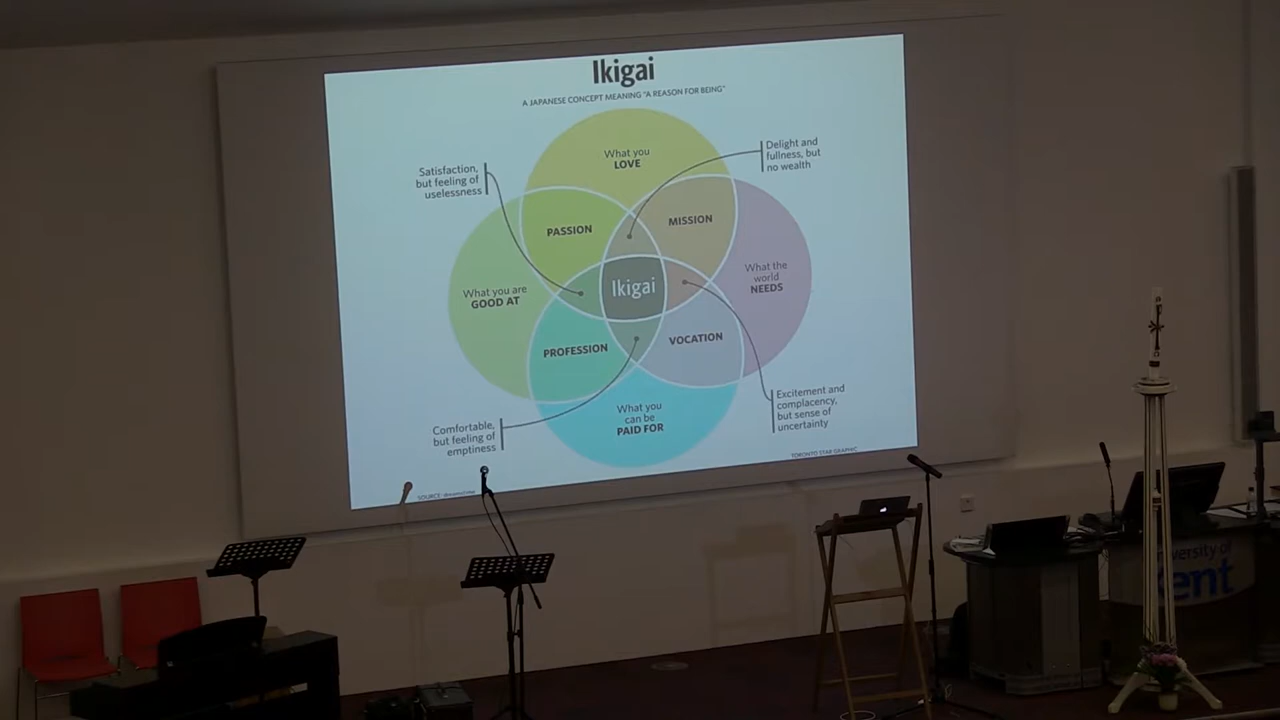 Ikigai
A JAPANESE CONCEPT MEANING "A REASON FOR BEING"
What you
LOVE
Delight and
fullness, but
no wealth
Satisfaction,
but feeling of
uselessness
PASSION
MISSION
What you are
GOOD AT
Ikigai
What the
world
NEEDS
PROFESSION
VOCATION
What you
can be
PAID FOR
Comfortable,
but feeling of
emptiness
Excitement and
complacency,
but sense of
uncertainty
TORONTO STAR GRAPHIC
SOURCE:
versity of
ent